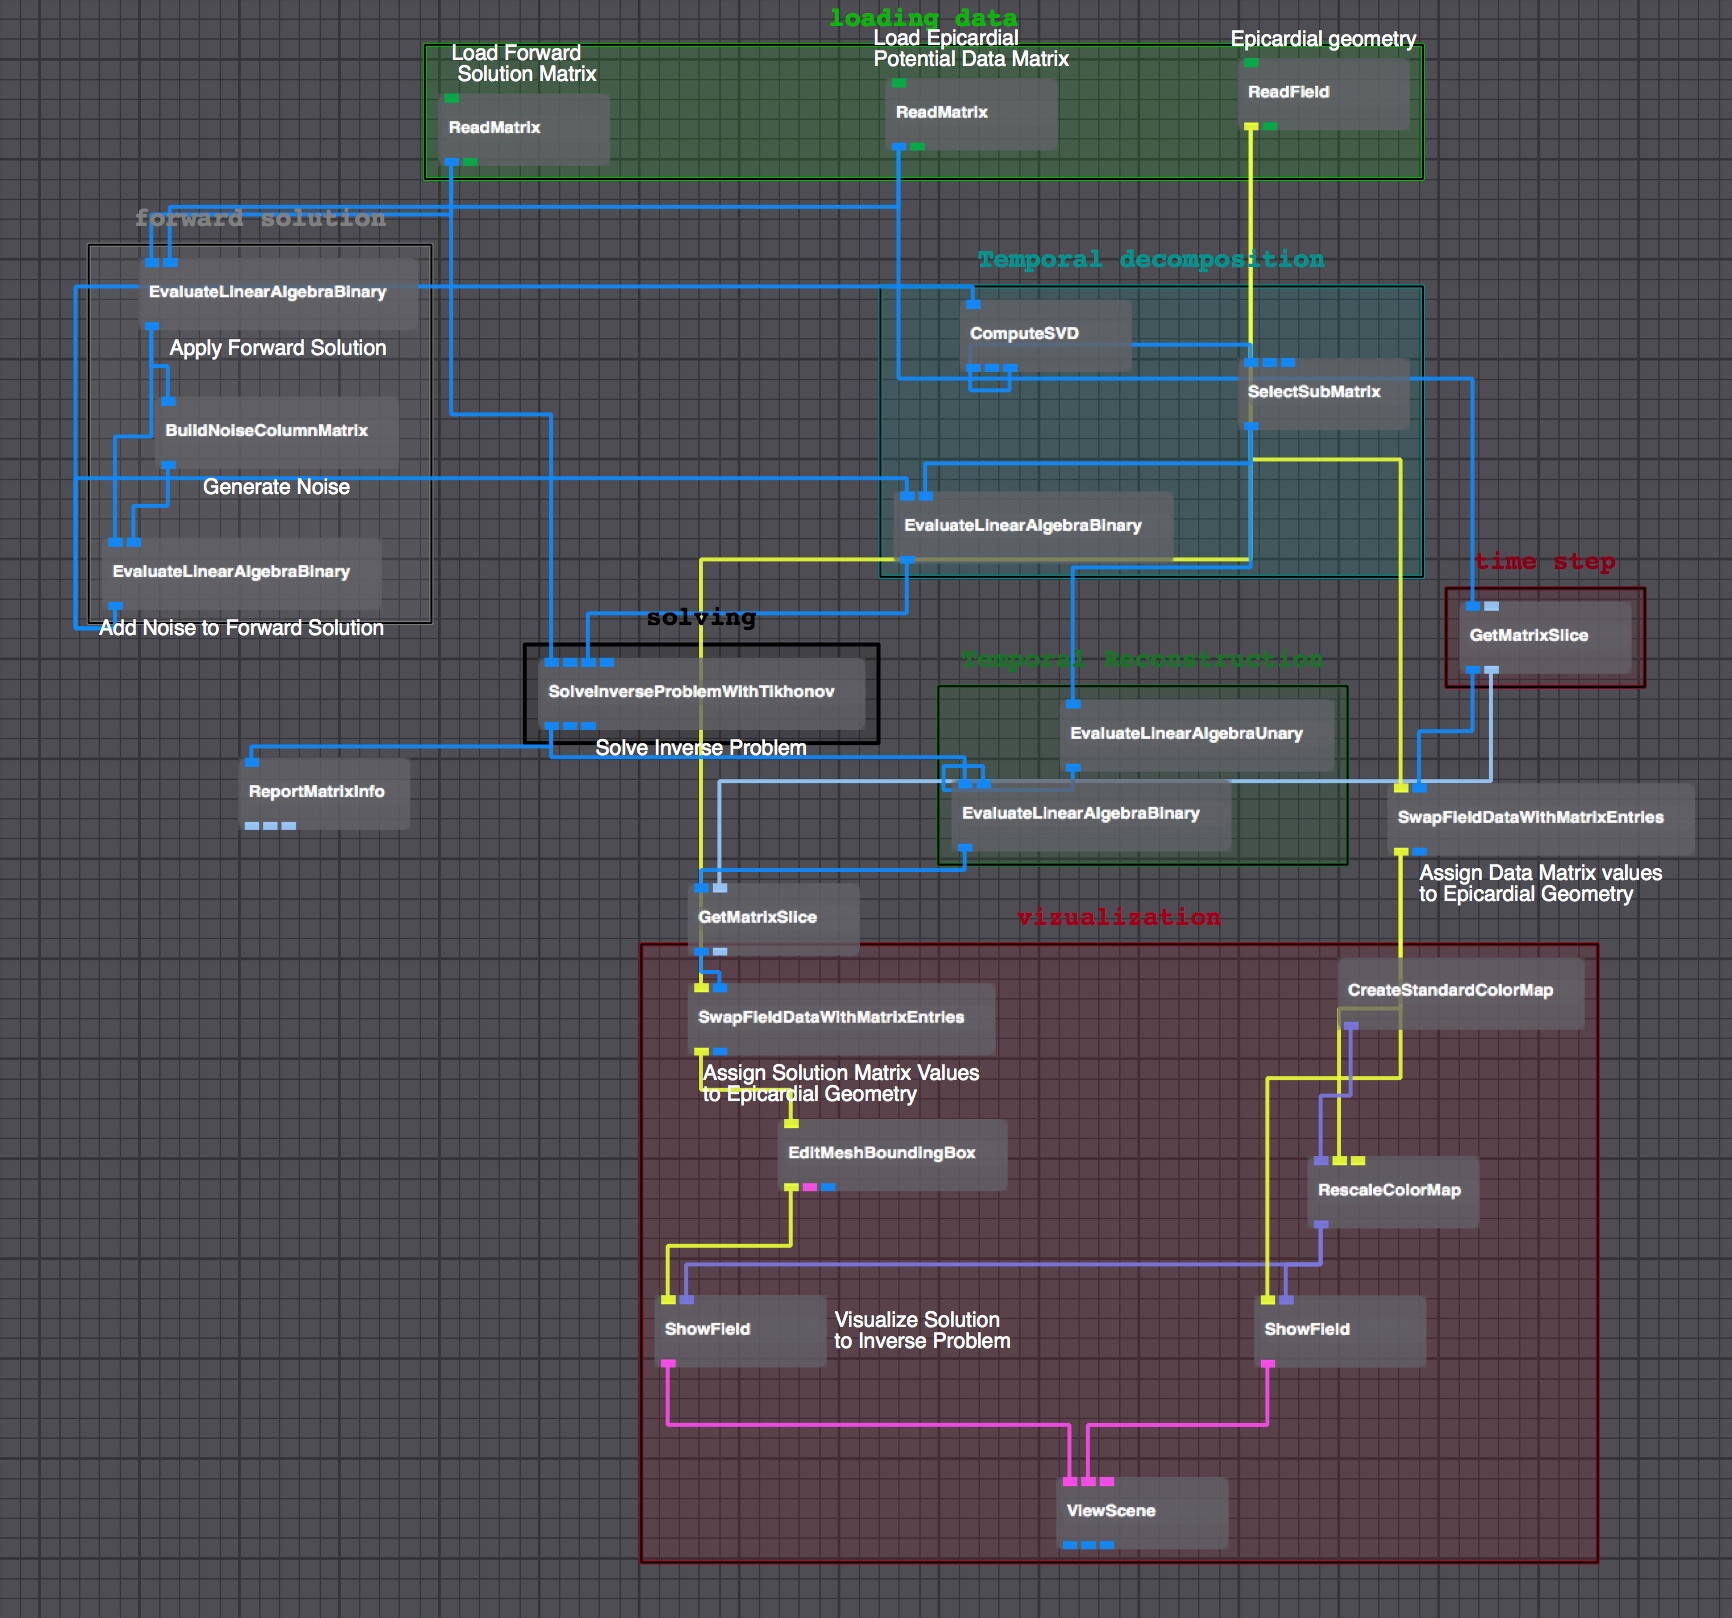 loading data
Load Forward
Solution Matrix
ReadMatrix
Load Epicardial
Potential Data Matrix
ReadMatrix
Epicardial geometry
ReadField
forward solution
EvaluateLinearAlgebraBinary
Apply Forward Solution
BuildNoiseColumnMatrix
Generate Noise
EvaluateLinearAlgebraBinary
Add Noise to Forward Solution
Temporal decomposition
ComputeSVD
SelectSubMatrix
EvaluateLinearAlgebraBinary
time step
GetMatrixSlice
solving
SolveInverseProblemWithTikhonov
Solve Inverse Problem
ReportMatrixInfo
Temporal Reconstruction
EvaluateLinearAlgebraUnary
EvaluateLinearAlgebraBinary
SwapFieldDataWithMatrixEntries
Assign Data Matrix values
to Epicardial Geometry
GetMatrixSlice
vizualization
SwapFieldDataWithMatrixEntries
Assign Solution Matrix Values
to Epicardial Geometry
CreateStandardColorMap
EditMeshBoundingBox
RescaleColorMap
ShowField
Visualize Solution
to Inverse Problem
ShowField
ViewScene